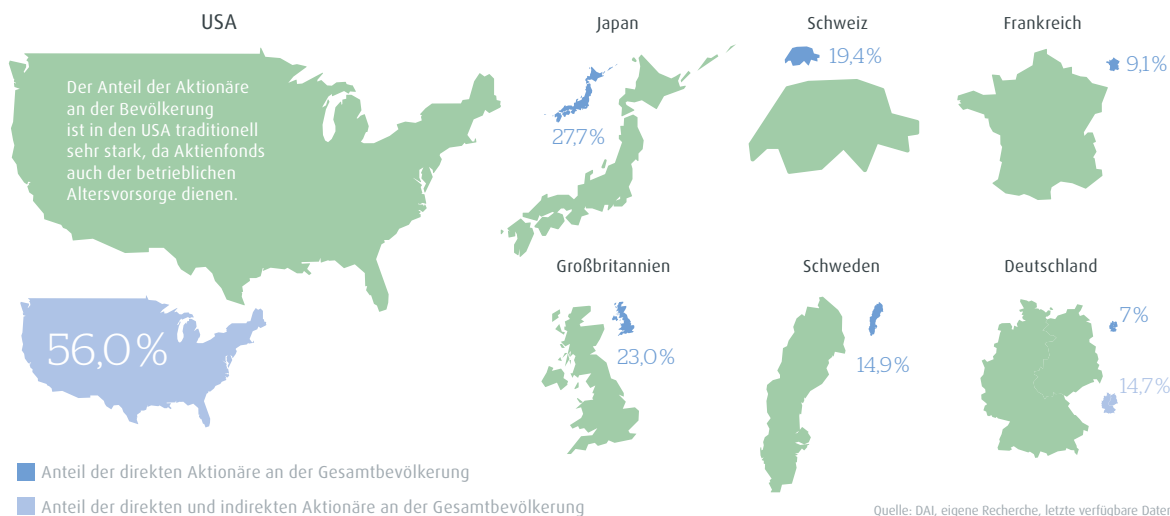 USA
Der Anteil der Aktionäre
an der Bevölkerung
ist in den USA traditionell
sehr stark, da Aktienfonds
auch der betrieblichen
Altersvorsorge dienen.
56,0 %
Japan
27,7 %
Schweiz
19,4 %
Frankreich
9,1 %
Großbritannien
23,0 %
Schweden
14,9 %
Deutschland
7 %
14,7 %
Anteil der direkten Aktionäre an der Gesamtbevölkerung
Anteil der direkten und indirekten Aktionäre an der Gesamtbevölkerung
Quelle: DAI, eigene Recherche, letzte verfügbare Daten